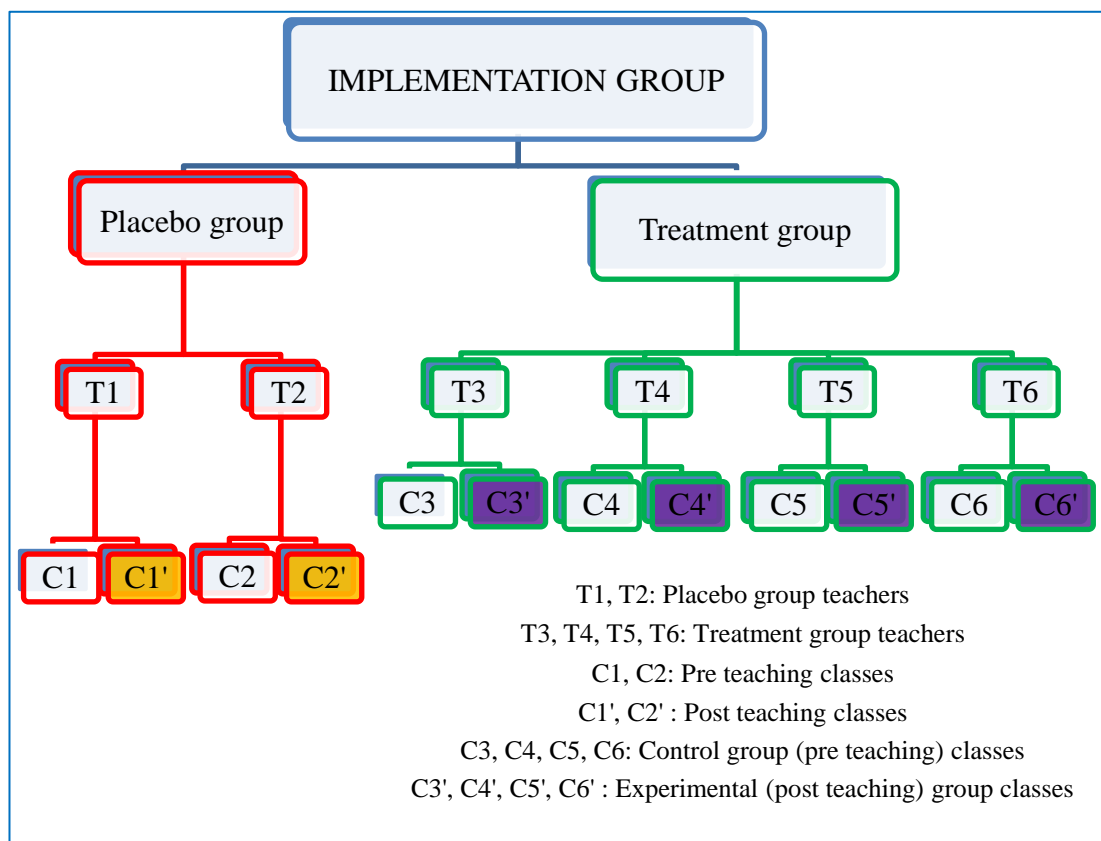 IMPLEMENTATION GROUP
Placebo group
Treatment group
T1
T2
T3
T4
T5
T6
C3
C3'
C4
C4'
C5
C5'
C6
C6'
C1
C1'
C2
C2'
T1, T2: Placebo group teachers
T3, T4, T5, T6: Treatment group teachers
C1, C2: Pre teaching classes
C1', C2' : Post teaching classes
C3, C4, C5, C6: Control group (pre teaching) classes
C3', C4', C5', C6' : Experimental (post teaching) group classes